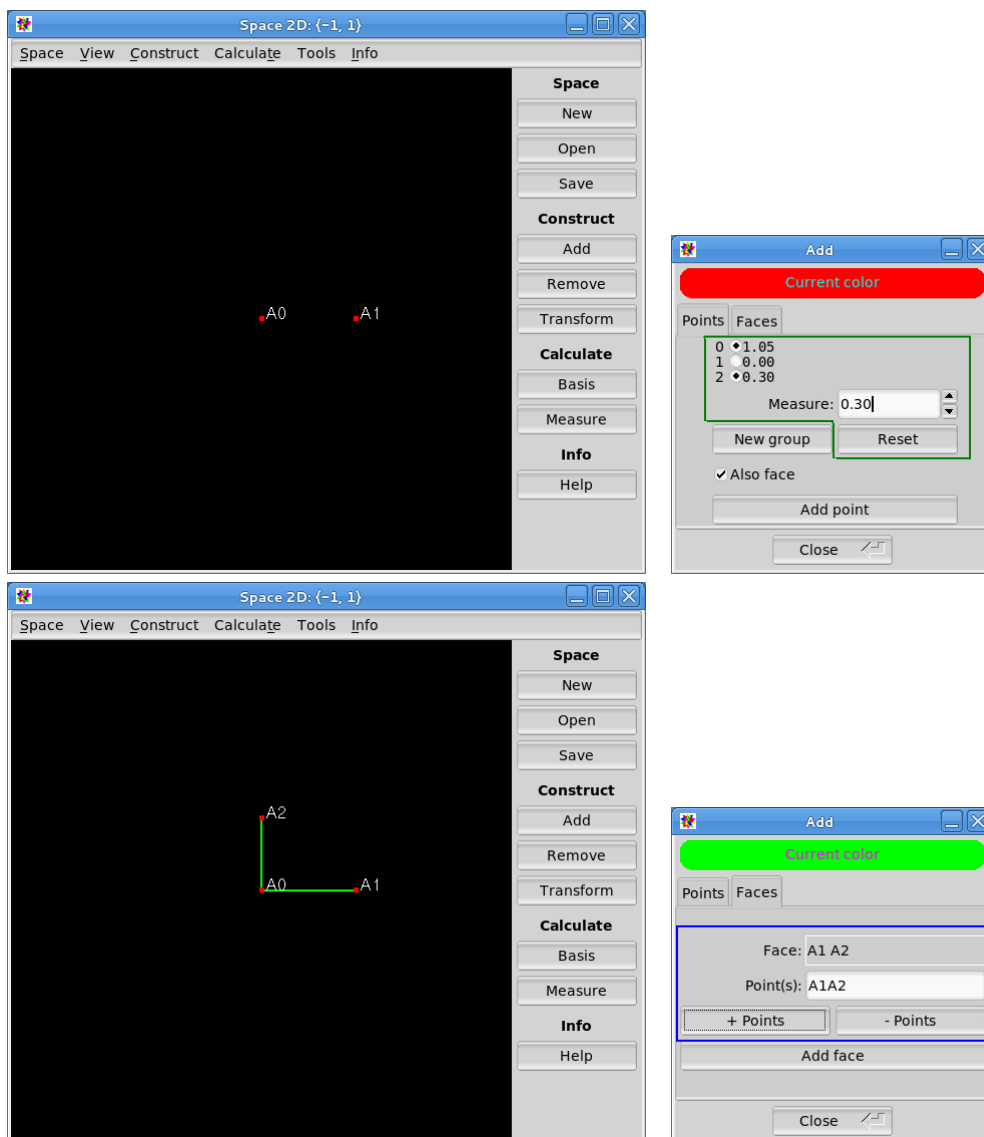 Space 2D: {-1, 1}
Space View Construct Calculate Tools Info
Space
New
Open
Save
Construct
Add
Remove
Transform
Calculate
Basis
Measure
Info
Help
A0 A1
Add
Current color
Points Faces
0 1.05
1 0.00
2 0.30
Measure: 0.30
New group Reset
Also face
Add point
Close
Space 2D: {-1, 1}
Space View Construct Calculate Tools Info
Space
New
Open
Save
Construct
Add
Remove
Transform
Calculate
Basis
Measure
Info
Help
A2
A0 A1
Add
Current color
Points Faces
Face: A1 A2
Point(s): A1A2
+ Points - Points
Add face
Close